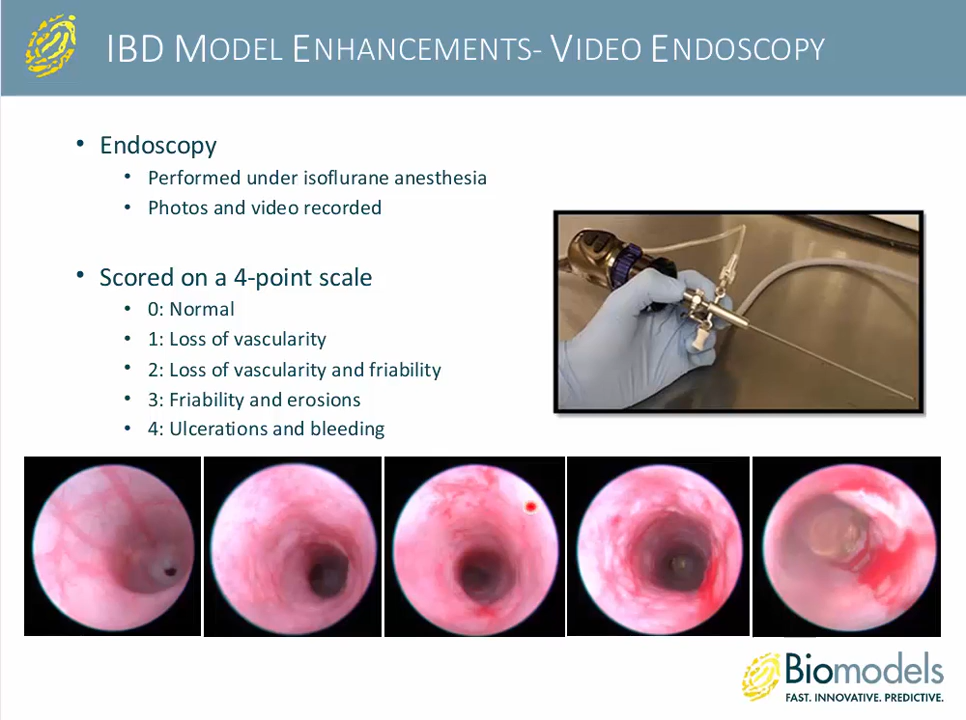 IBD MODEL ENHANCEMENTS- VIDEO ENDOSCOPY
• Endoscopy
• Performed under isoflurane anesthesia
• Photos and video recorded
• Scored on a 4-point scale
• 0: Normal
• 1: Loss of vascularity
• 2: Loss of vascularity and friability
• 3: Friability and erosions
• 4: Ulcerations and bleeding
Biomodels
FAST. INNOVATIVE. PREDICTIVE.